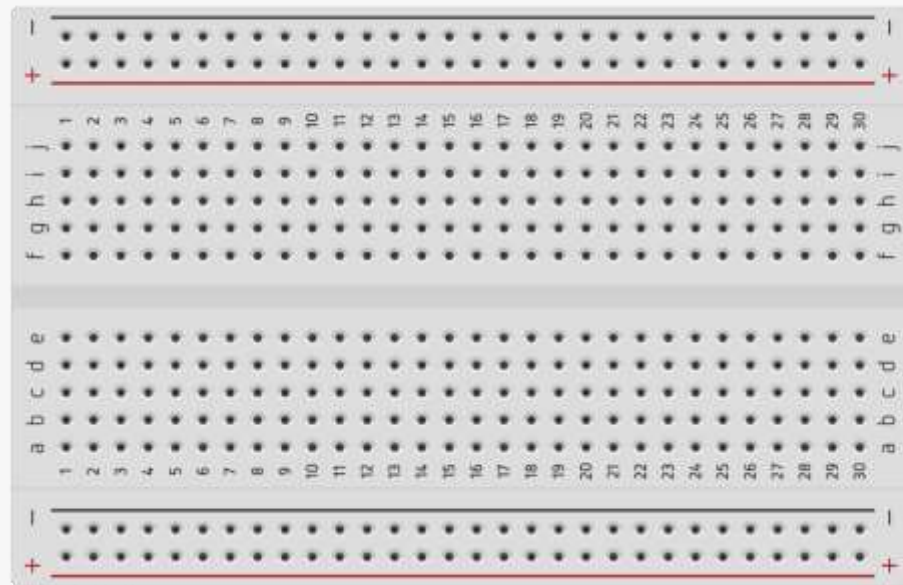 − −
+ +
1 2 3 4 5 6 7 8 9 10 11 12 13 14 15 16 17 18 19 20 21 22 23 24 25 26 27 28 29 30
j j
i i
h h
g g
f f
e e
d d
c c
b b
a a
1 2 3 4 5 6 7 8 9 10 11 12 13 14 15 16 17 18 19 20 21 22 23 24 25 26 27 28 29 30
− −
+ +